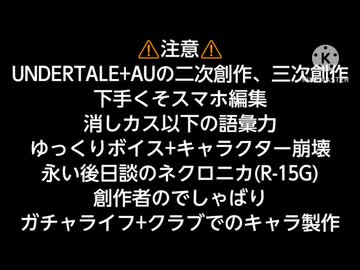 ⚠注意⚠
UNDERTALE+AUの二次創作、三次創作
下手くそスマホ編集
消しカス以下の語彙力
ゆっくりボイス+キャラクター崩壊
永い後日談のネクロニカ(R-15G)
創作者のでしゃばり
ガチャライフ+クラブでのキャラ製作